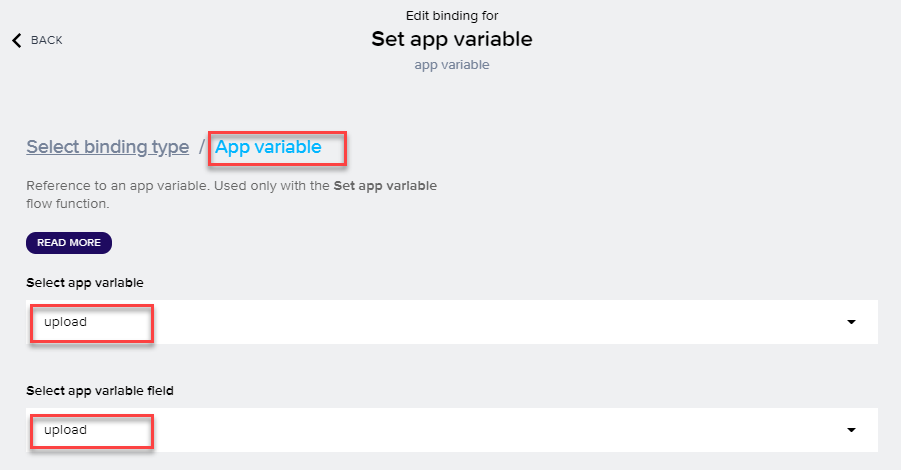 Edit binding for
BACK
Set app variable
app variable
Select binding type / App variable
Reference to an app variable. Used only with the Set app variable
flow function.
READ MORE
Select app variable
upload
Select app variable field
upload